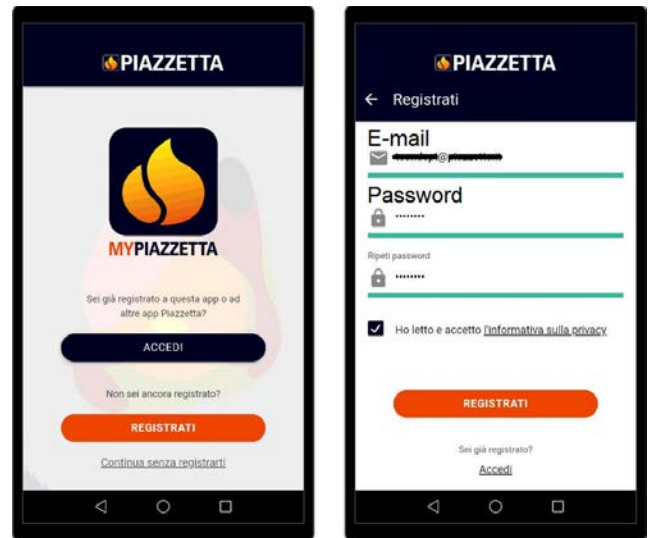 PIAZZETTA
MYPIAZZETTA
Sei già registrato a questa app o ad
altre app Piazzetta?
ACCEDI
Non sei ancora registrato?
REGISTRATI
Continua senza registrarti
PIAZZETTA
← Registrati
E-mail
Password
········
Ripeti password
········
Ho letto e accetto l'informativa sulla privacy
REGISTRATI
Sei già registrato?
Accedi